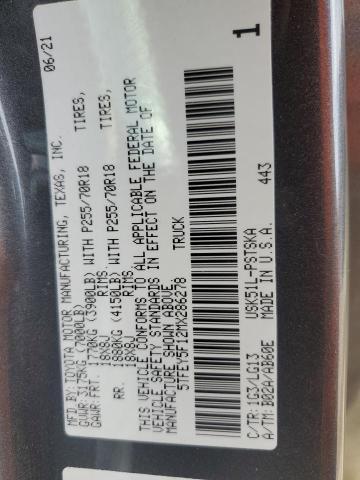 MFD BY:TOYOTA MOTOR MANUFACTURING, TEXAS, INC. 06/21
GVWR: 3175KG (7000LB)
GAWR: FRT. 1770KG (3900LB) WITH P255/70R18 TIRES,
18X8J RIMS
RR. 1880KG (4150LB) WITH P255/70R18 TIRES,
18X8J RIMS
THIS VEHICLE CONFORMS TO ALL APPLICABLE FEDERAL MOTOR
VEHICLE SAFETY STANDARDS IN EFFECT ON THE DATE OF
MANUFACTURE SHOWN ABOVE.
5TFEY5F12MX286278 TRUCK
C/TR:1G3/LG13 USK51L-PSTSKA 443
A/TM:B02A/AB60E MADE IN U.S.A. 1